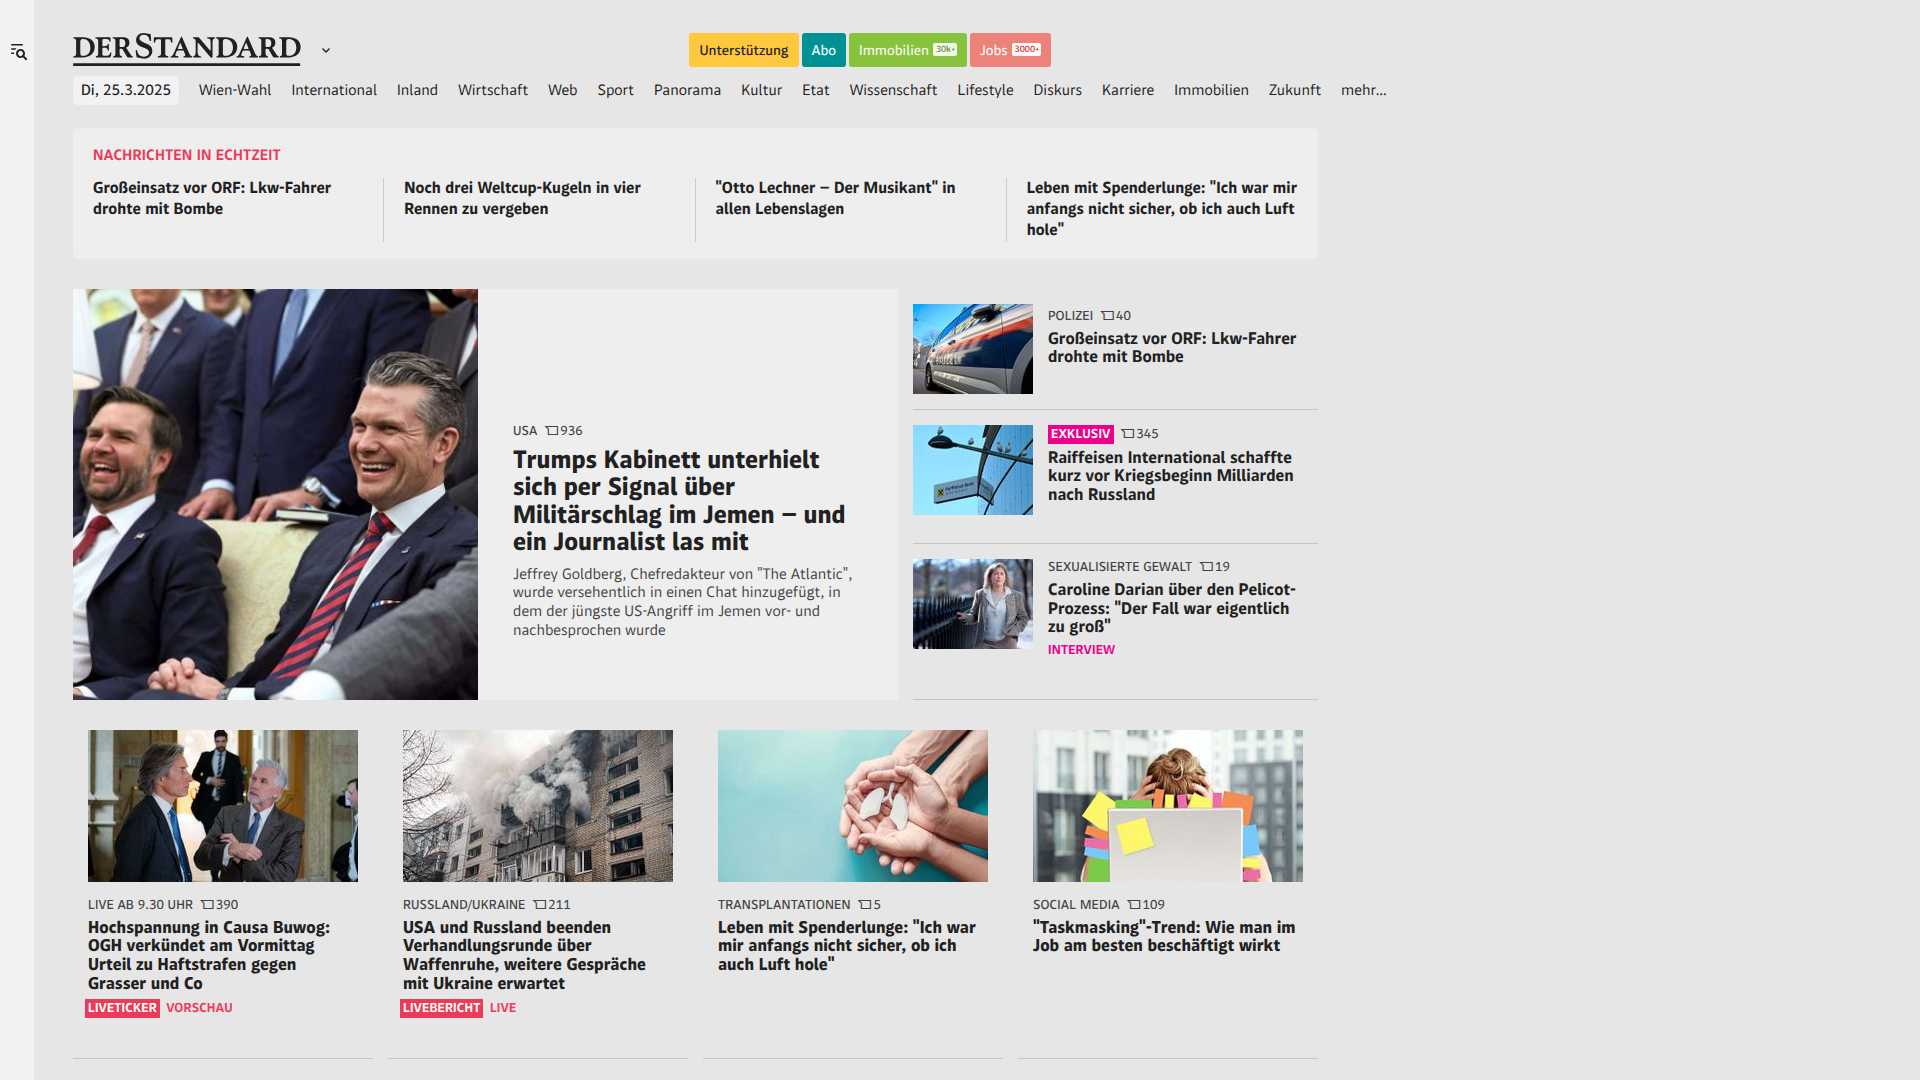 DERSTANDARD
Unterstützung
Abo
Immobilien 30k+
Jobs 3000+
Di, 25.3.2025
Wien-Wahl
International
Inland
Wirtschaft
Web
Sport
Panorama
Kultur
Etat
Wissenschaft
Lifestyle
Diskurs
Karriere
Immobilien
Zukunft
mehr...
NACHRICHTEN IN ECHTZEIT
Großeinsatz vor ORF: Lkw-Fahrer
drohte mit Bombe
Noch drei Weltcup-Kugeln in vier
Rennen zu vergeben
"Otto Lechner – Der Musikant" in
allen Lebenslagen
Leben mit Spenderlunge: "Ich war mir
anfangs nicht sicher, ob ich auch Luft
hole"
USA 936
Trumps Kabinett unterhielt
sich per Signal über
Militärschlag im Jemen – und
ein Journalist las mit
Jeffrey Goldberg, Chefredakteur von "The Atlantic",
wurde versehentlich in einen Chat hinzugefügt, in
dem der jüngste US-Angriff im Jemen vor- und
nachbesprochen wurde
POLIZEI 40
Großeinsatz vor ORF: Lkw-Fahrer
drohte mit Bombe
EXKLUSIV 345
Raiffeisen International schaffte
kurz vor Kriegsbeginn Milliarden
nach Russland
SEXUALISIERTE GEWALT 19
Caroline Darian über den Pelicot-
Prozess: "Der Fall war eigentlich
zu groß"
INTERVIEW
LIVE AB 9.30 UHR 390
Hochspannung in Causa Buwog:
OGH verkündet am Vormittag
Urteil zu Haftstrafen gegen
Grasser und Co
LIVETICKER VORSCHAU
RUSSLAND/UKRAINE 211
USA und Russland beenden
Verhandlungsrunde über
Waffenruhe, weitere Gespräche
mit Ukraine erwartet
LIVEBERICHT LIVE
TRANSPLANTATIONEN 5
Leben mit Spenderlunge: "Ich war
mir anfangs nicht sicher, ob ich
auch Luft hole"
SOCIAL MEDIA 109
"Taskmasking"-Trend: Wie man im
Job am besten beschäftigt wirkt